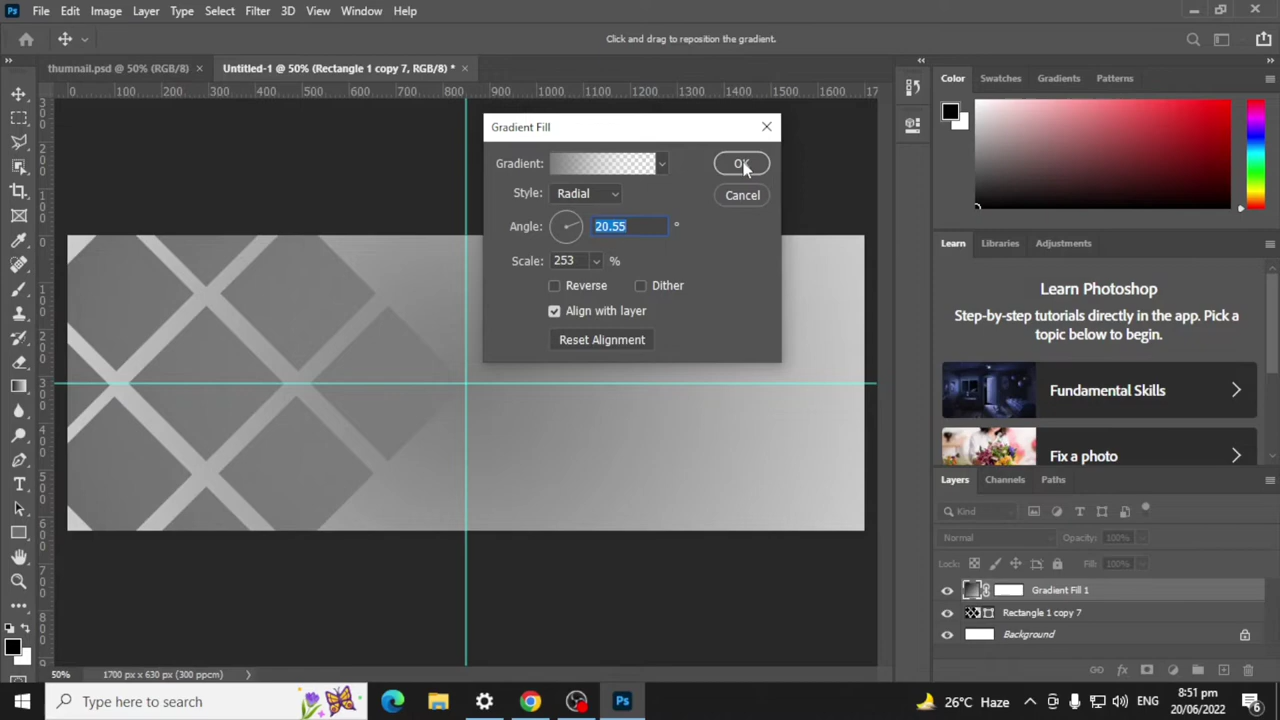 Ps File Edit Image Layer Type Select Filter 3D View Window Help
Click and drag to reposition the gradient.
thumnail.psd @ 50% (RGB/8) × Untitled-1 @ 50% (Rectangle 1 copy 7, RGB/8) * ×
0 100 200 300 400 500 600 700 800 900 1000 1100 1200 1300 1400 1500 1600 17
Gradient Fill
Gradient:
OK
Style: Radial
Cancel
Angle: 20.55 °
Scale: 253 %
Reverse Dither
Align with layer
Reset Alignment
Color Swatches Gradients Patterns
Learn Libraries Adjustments
Learn Photoshop
Step-by-step tutorials directly in the app. Pick a
topic below to begin.
Fundamental Skills
Fix a photo
Layers Channels Paths
Kind
Normal Opacity: 100%
Lock: Fill: 100%
Gradient Fill 1
Rectangle 1 copy 7
Background
50% 1700 px x 630 px (300 ppcm)
Type here to search
Ps
26°C Haze
ENG
8:51 pm
20/06/2022
6